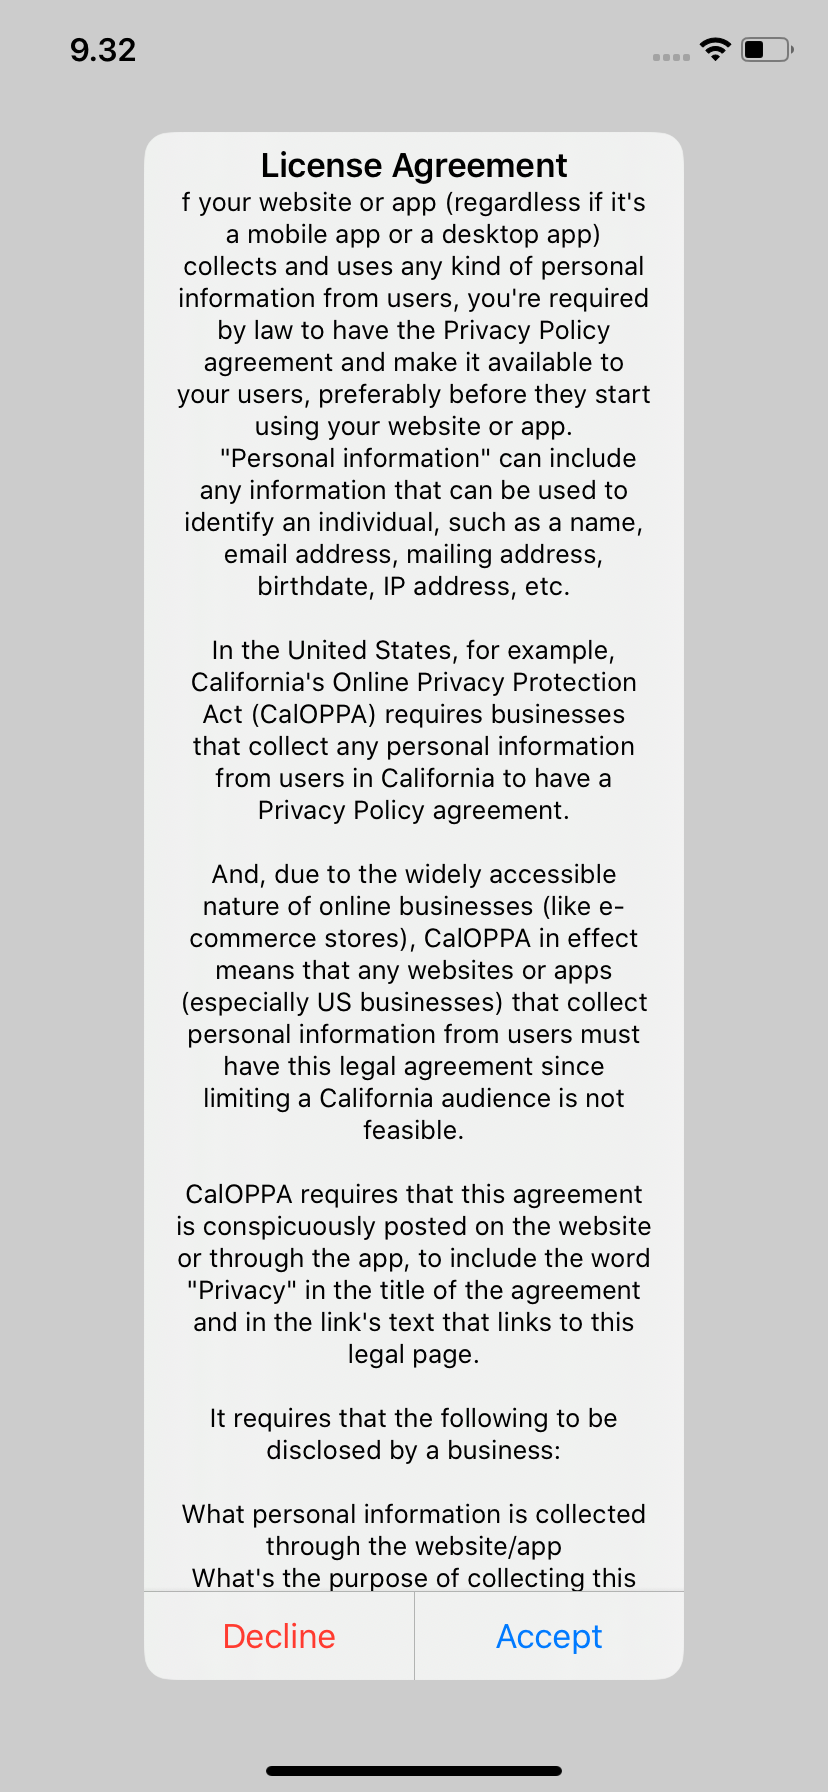 9.32
License Agreement
f your website or app (regardless if it's
a mobile app or a desktop app)
collects and uses any kind of personal
information from users, you're required
by law to have the Privacy Policy
agreement and make it available to
your users, preferably before they start
using your website or app.
"Personal information" can include
any information that can be used to
identify an individual, such as a name,
email address, mailing address,
birthdate, IP address, etc.
In the United States, for example,
California's Online Privacy Protection
Act (CalOPPA) requires businesses
that collect any personal information
from users in California to have a
Privacy Policy agreement.
And, due to the widely accessible
nature of online businesses (like e-
commerce stores), CalOPPA in effect
means that any websites or apps
(especially US businesses) that collect
personal information from users must
have this legal agreement since
limiting a California audience is not
feasible.
CalOPPA requires that this agreement
is conspicuously posted on the website
or through the app, to include the word
"Privacy" in the title of the agreement
and in the link's text that links to this
legal page.
It requires that the following to be
disclosed by a business:
What personal information is collected
through the website/app
What's the purpose of collecting this
Decline
Accept